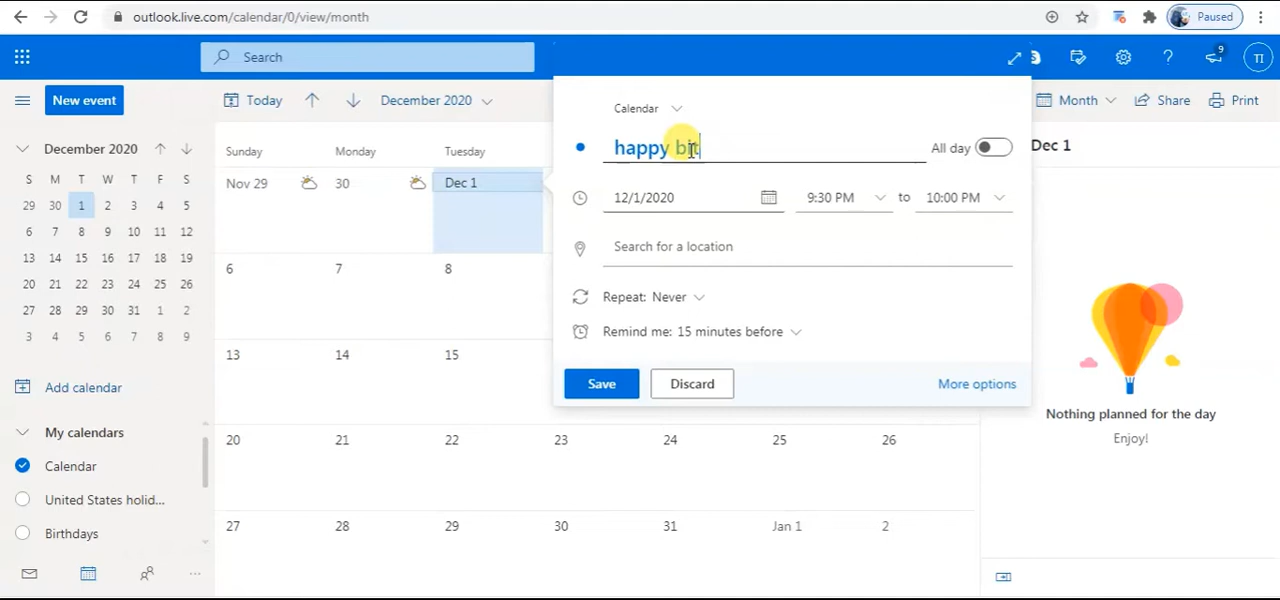 outlook.live.com/calendar/0/view/month
Paused
Search
9
TI
New event
Today
December 2020
Month
Share
Print
December 2020
S M T W T F S
29 30 1 2 3 4 5
6 7 8 9 10 11 12
13 14 15 16 17 18 19
20 21 22 23 24 25 26
27 28 29 30 31 1 2
3 4 5 6 7 8 9
Add calendar
My calendars
Calendar
United States holid...
Birthdays
Sunday Monday Tuesday
Nov 29 30 Dec 1
6 7 8
13 14 15
20 21 22 23 24 25 26
27 28 29 30 31 Jan 1 2
Calendar
happy bit
All day
12/1/2020 9:30 PM to 10:00 PM
Search for a location
Repeat: Never
Remind me: 15 minutes before
Save Discard More options
Dec 1
Nothing planned for the day
Enjoy!